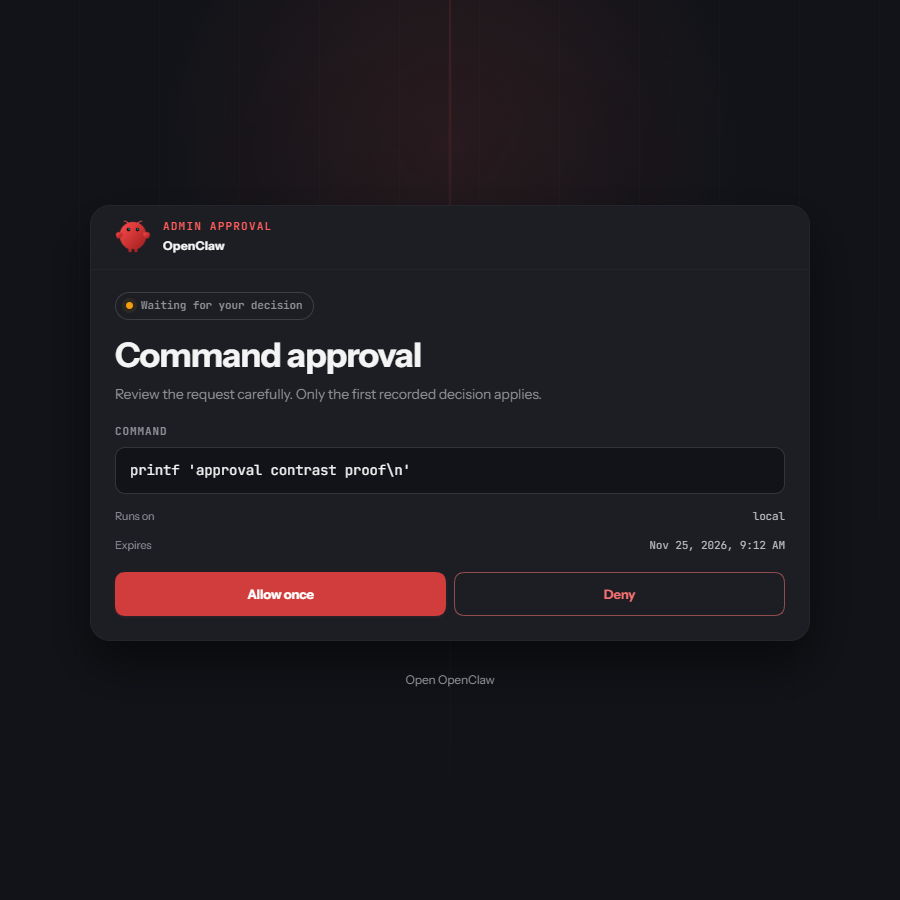 ADMIN APPROVAL
OpenClaw
Waiting for your decision
Command approval
Review the request carefully. Only the first recorded decision applies.
COMMAND
printf 'approval contrast proof\n'
Runs on local
Expires Nov 25, 2026, 9:12 AM
Allow once Deny
Open OpenClaw